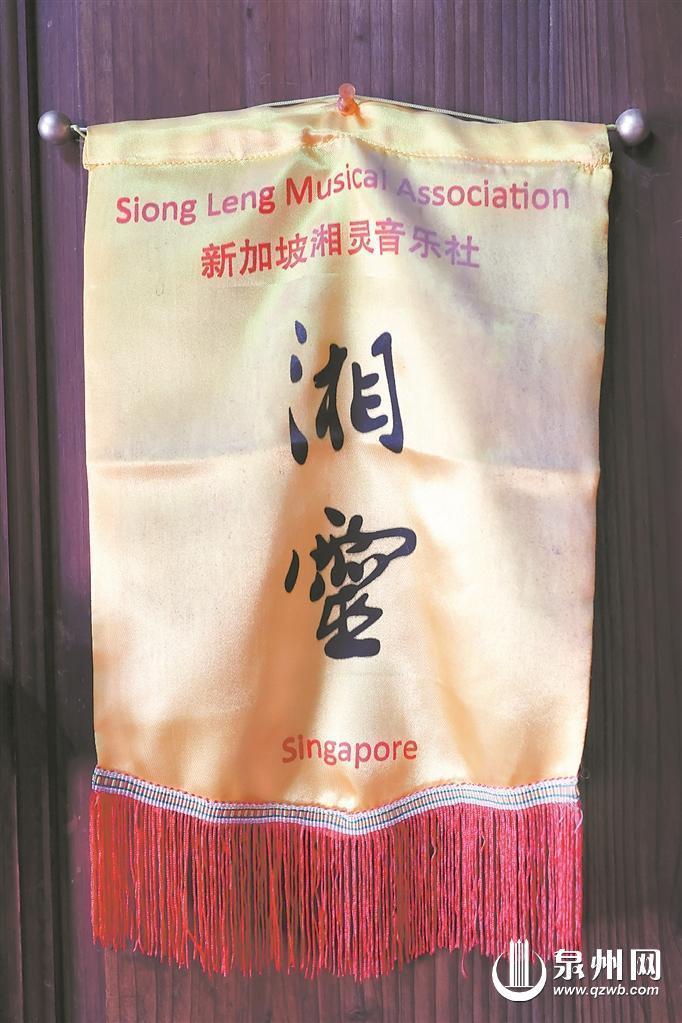 Siong Leng Musical Association
新加坡湘灵音乐社
湘
靈
Singapore
泉州网
www.qzwb.com